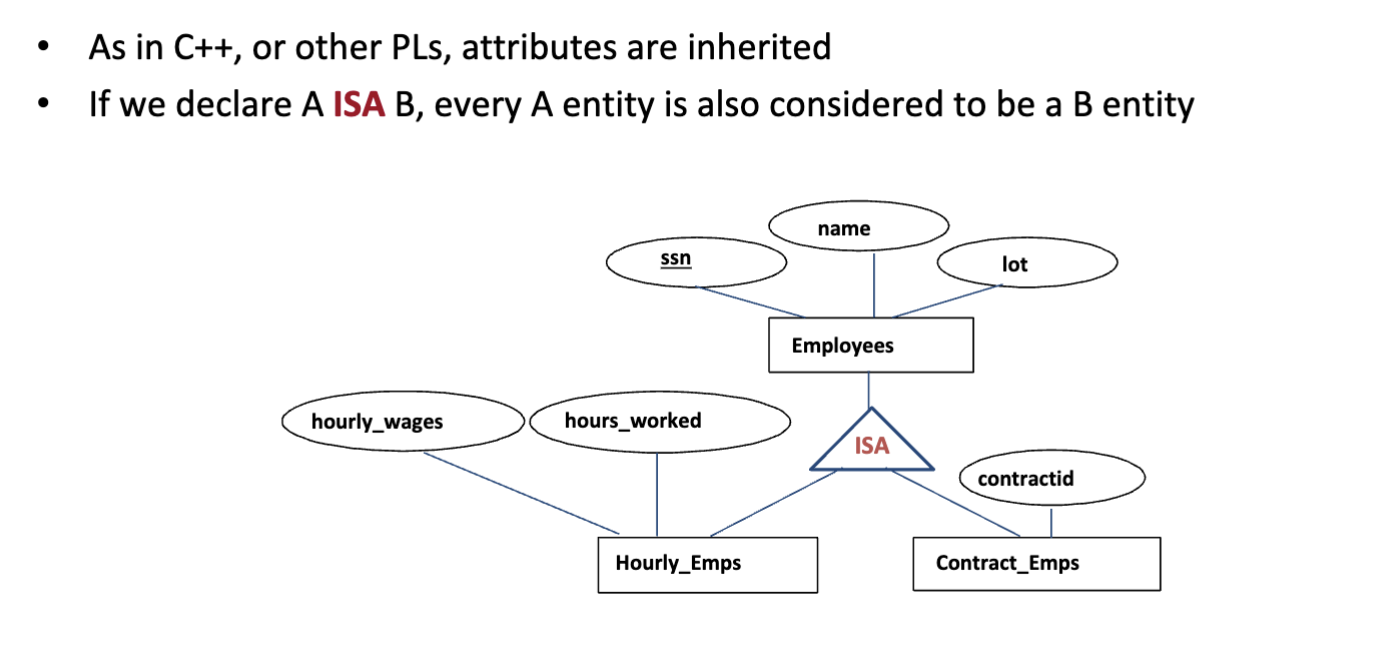 • As in C++, or other PLs, attributes are inherited
• If we declare A ISA B, every A entity is also considered to be a B entity
name
ssn
lot
Employees
hourly_wages
hours_worked
ISA
contractid
Hourly_Emps
Contract_Emps